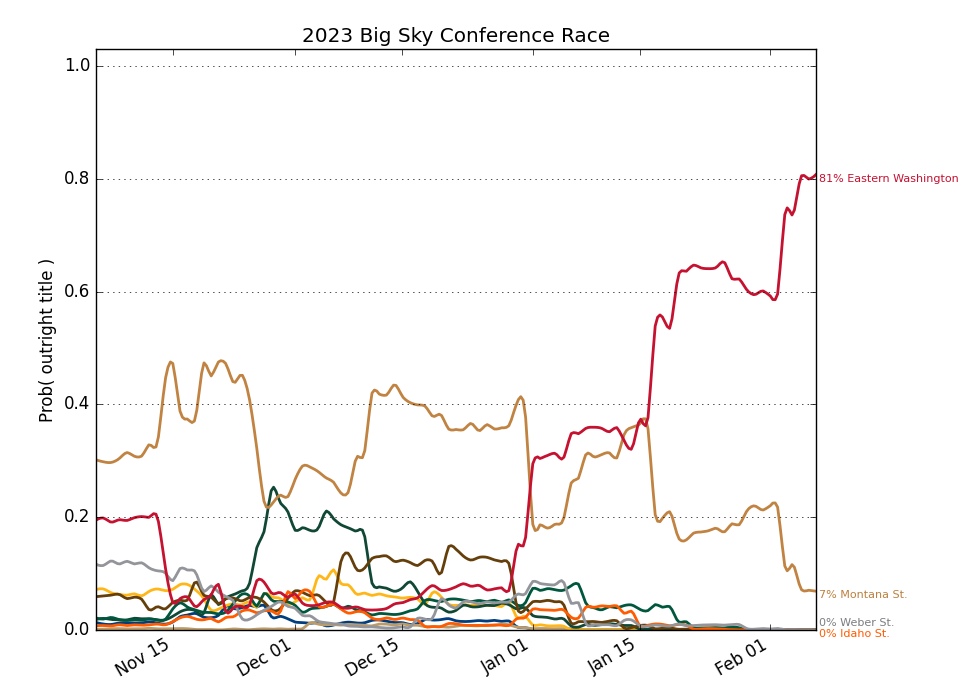 2023 Big Sky Conference Race
Prob( outright title )
1.0
0.8
0.6
0.4
0.2
0.0
81% Eastern Washington
7% Montana St.
0% Weber St.
0% Idaho St.
Nov 15
Dec 01
Dec 15
Jan 01
Jan 15
Feb 01